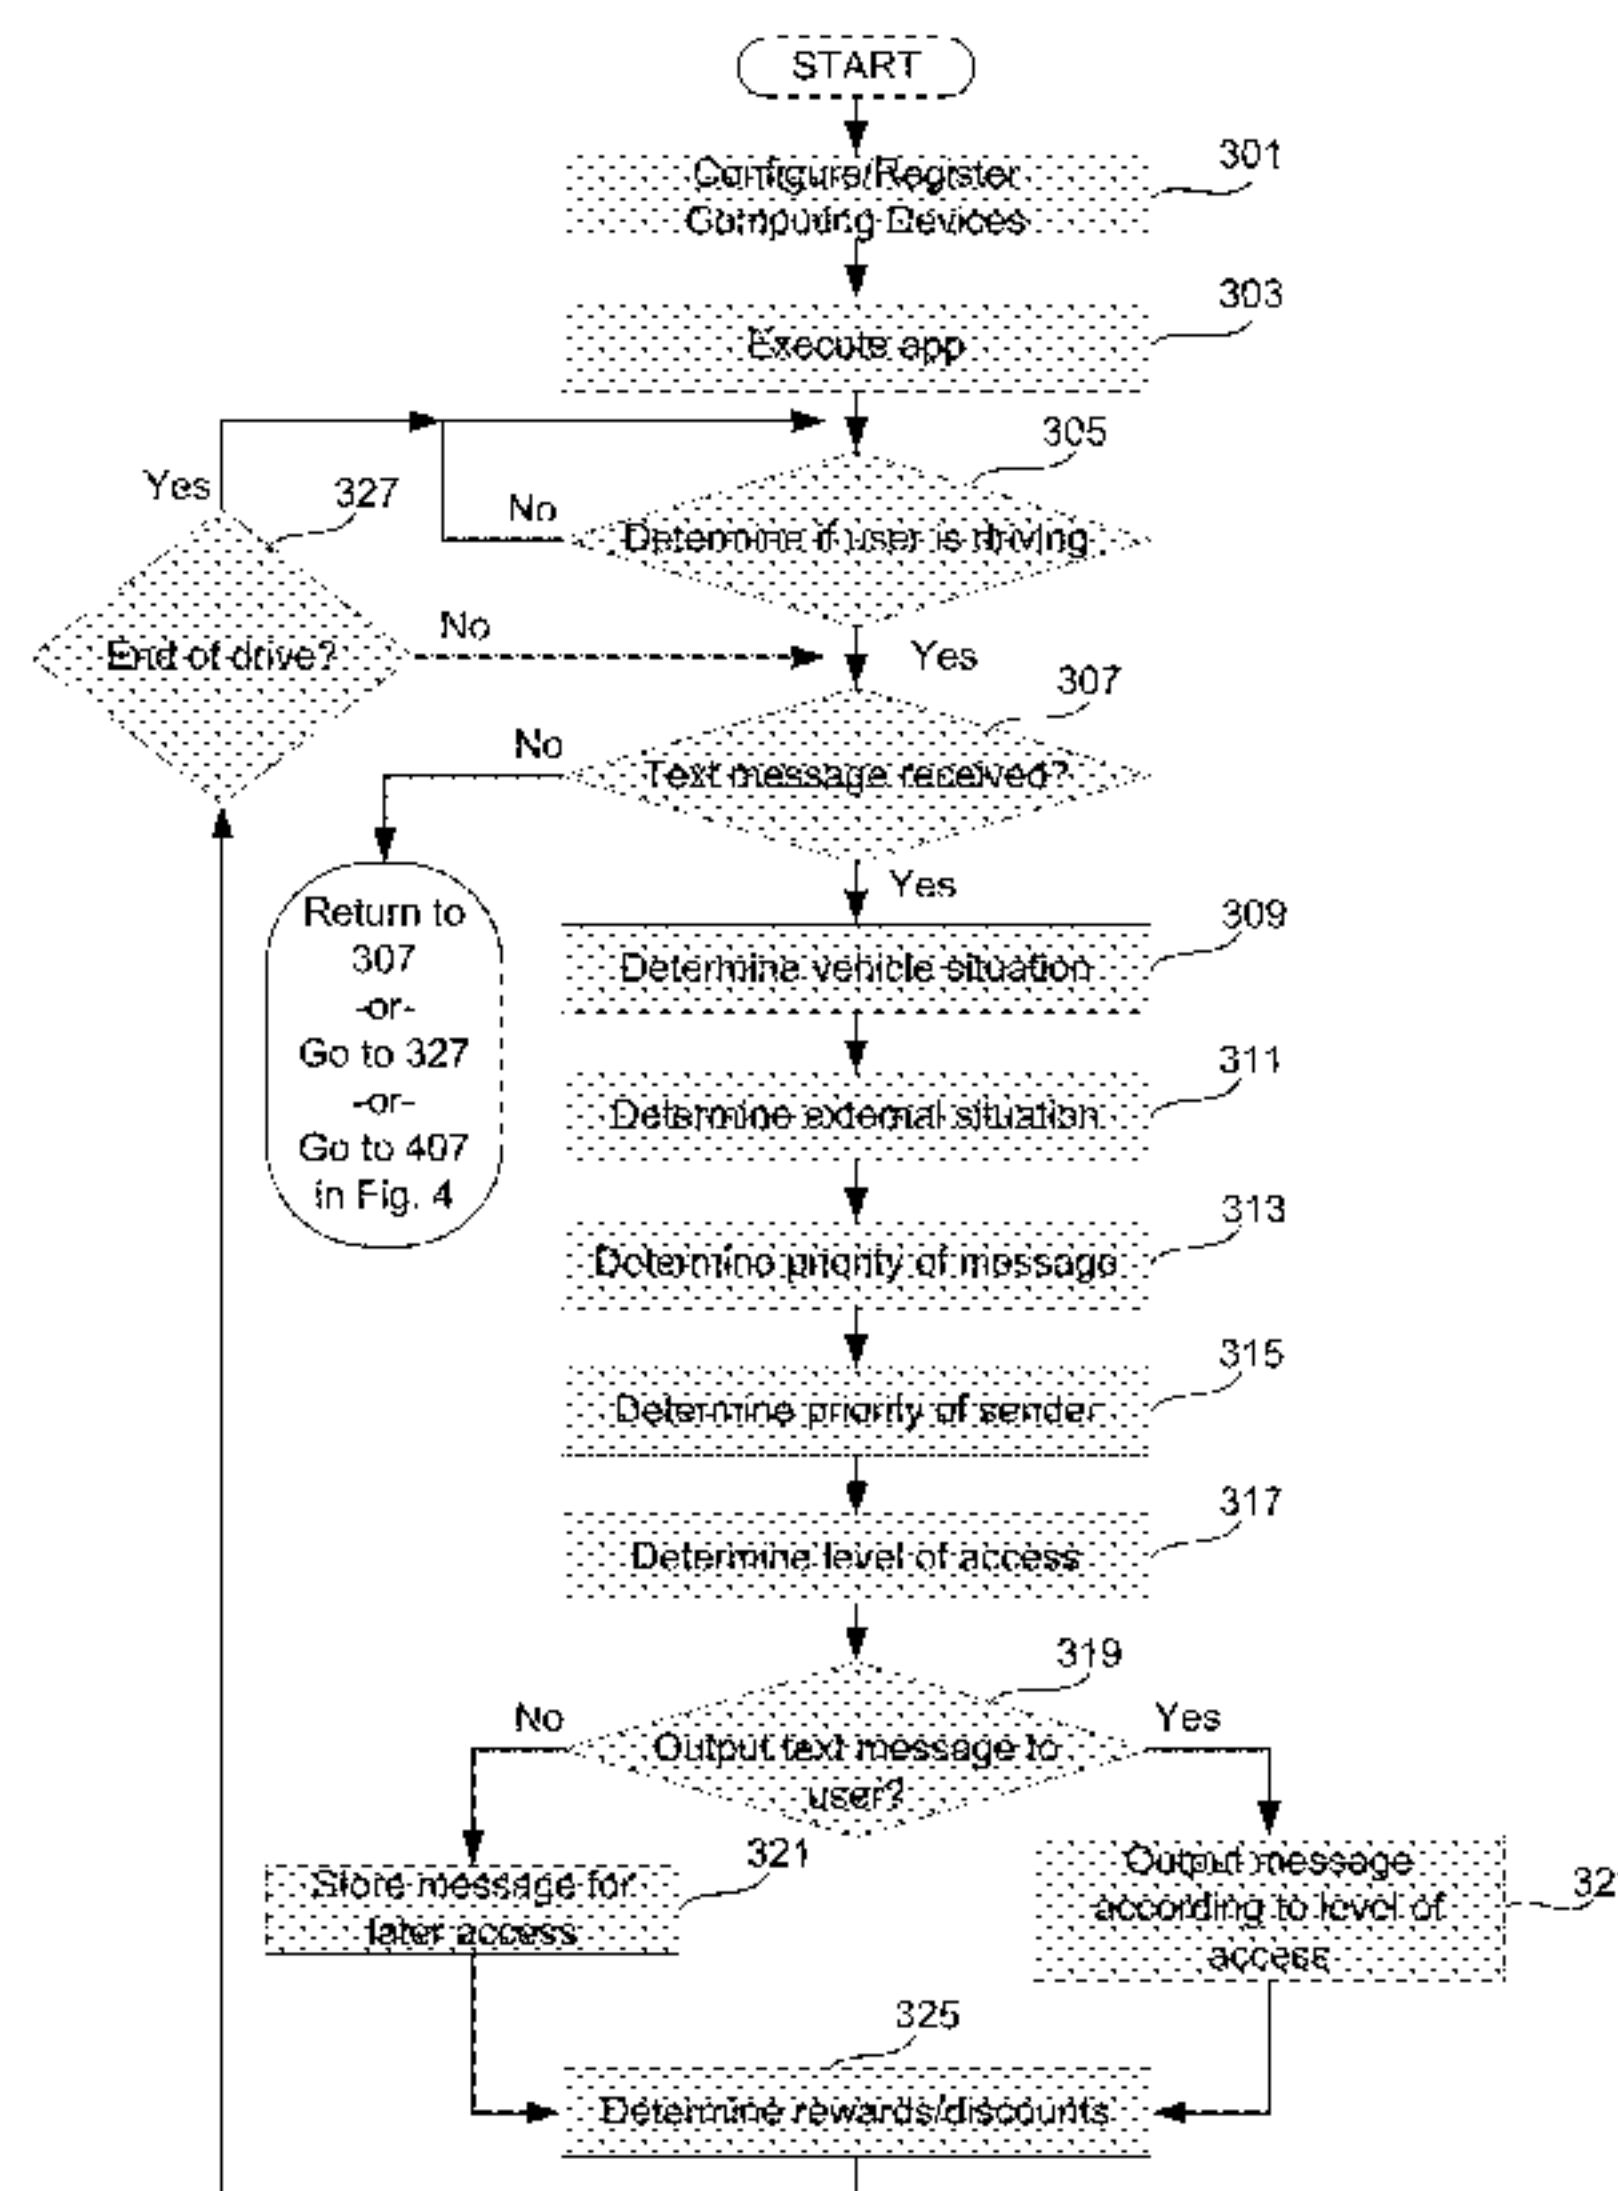 START
Configure/Register
Computing Devices
301
Execute app
303
305
Determine if user is driving
No
Yes
Yes
327
End of drive?
No
307
Text message received?
No
Yes
Return to
307
-or-
Go to 327
-or-
Go to 407
in Fig. 4
Determine vehicle situation
309
Determine external situation
311
Determine priority of message
313
Determine priority of sender
315
Determine level of access
317
319
Output text message to
user?
No
Yes
Store message for
later access
321
Output message
according to level of
access
32
325
Determine rewards/discounts